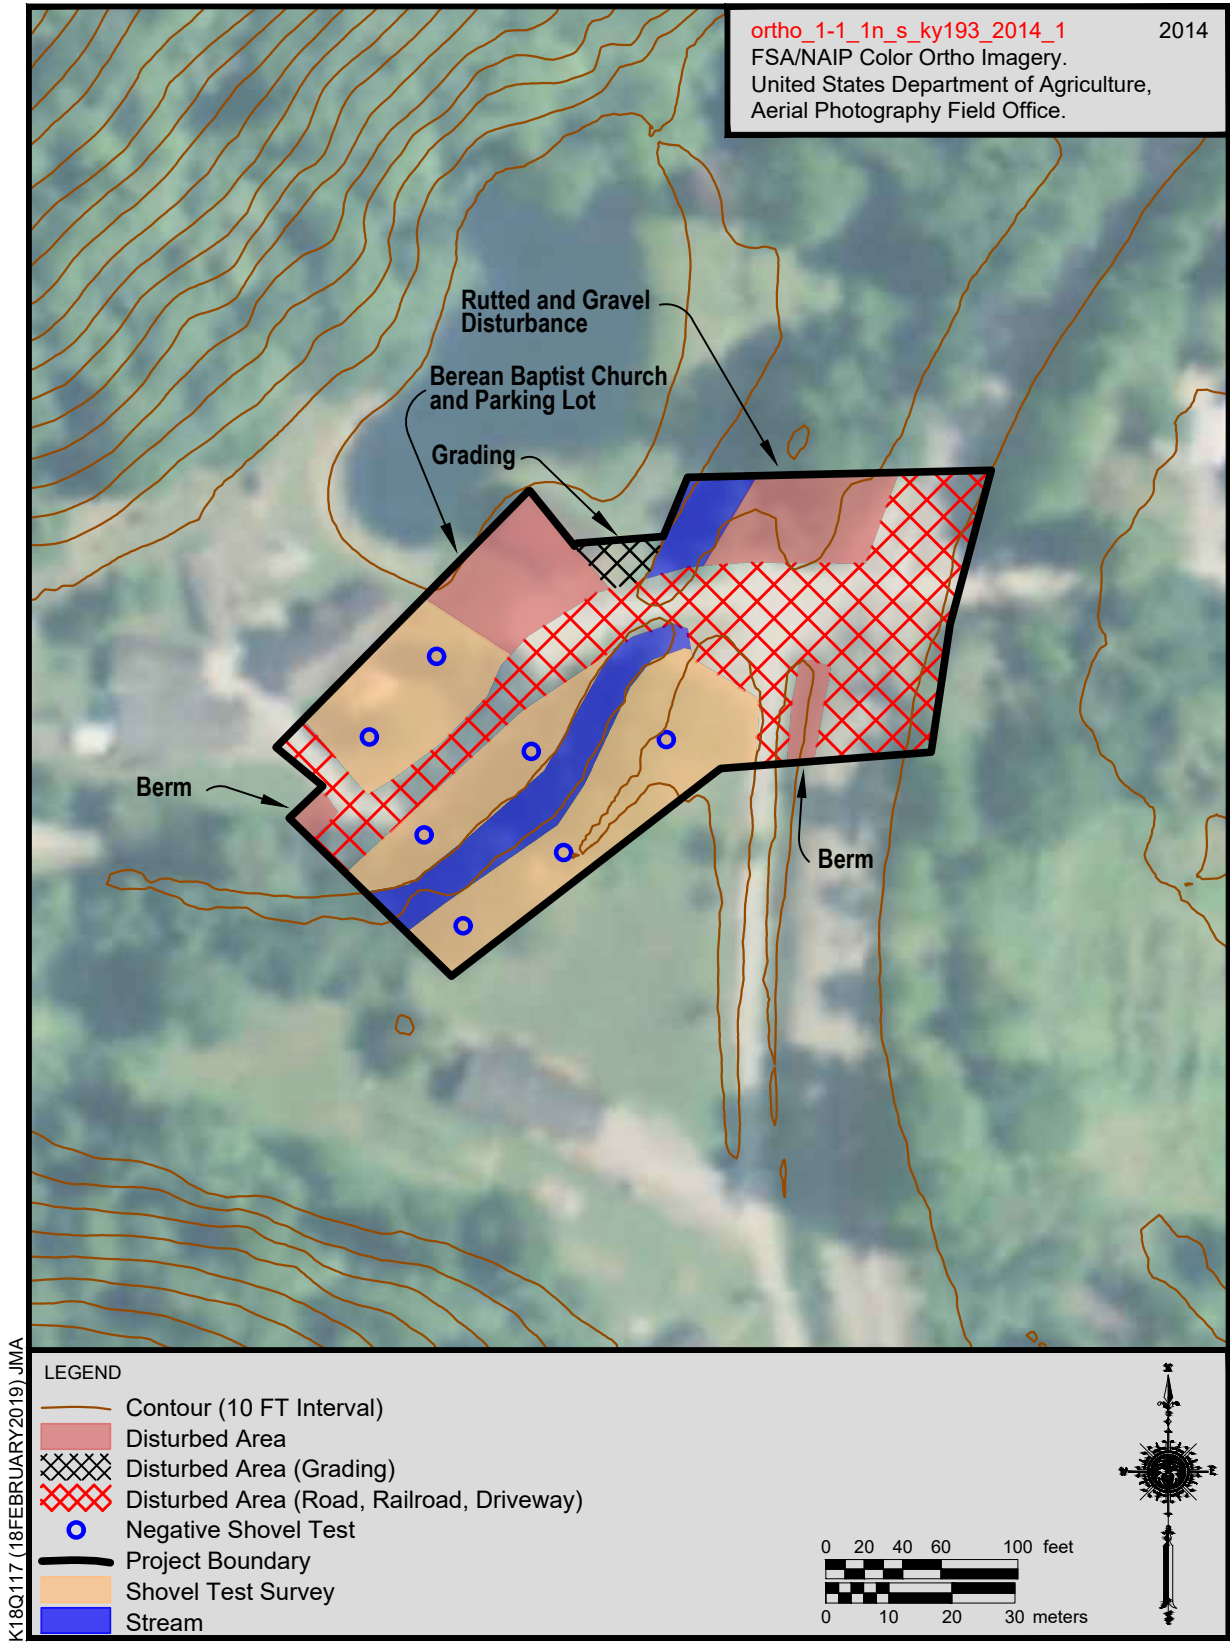 ortho_1-1_1n_s_ky193_2014_1 2014
FSA/NAIP Color Ortho Imagery.
United States Department of Agriculture,
Aerial Photography Field Office.
Rutted and Gravel
Disturbance
Berean Baptist Church
and Parking Lot
Grading
Berm
Berm
K18Q117 (18FEBRUARY2019) JMA
LEGEND
Contour (10 FT Interval)
Disturbed Area
Disturbed Area (Grading)
Disturbed Area (Road, Railroad, Driveway)
Negative Shovel Test
Project Boundary
Shovel Test Survey
Stream
0 20 40 60 100 feet
0 10 20 30 meters